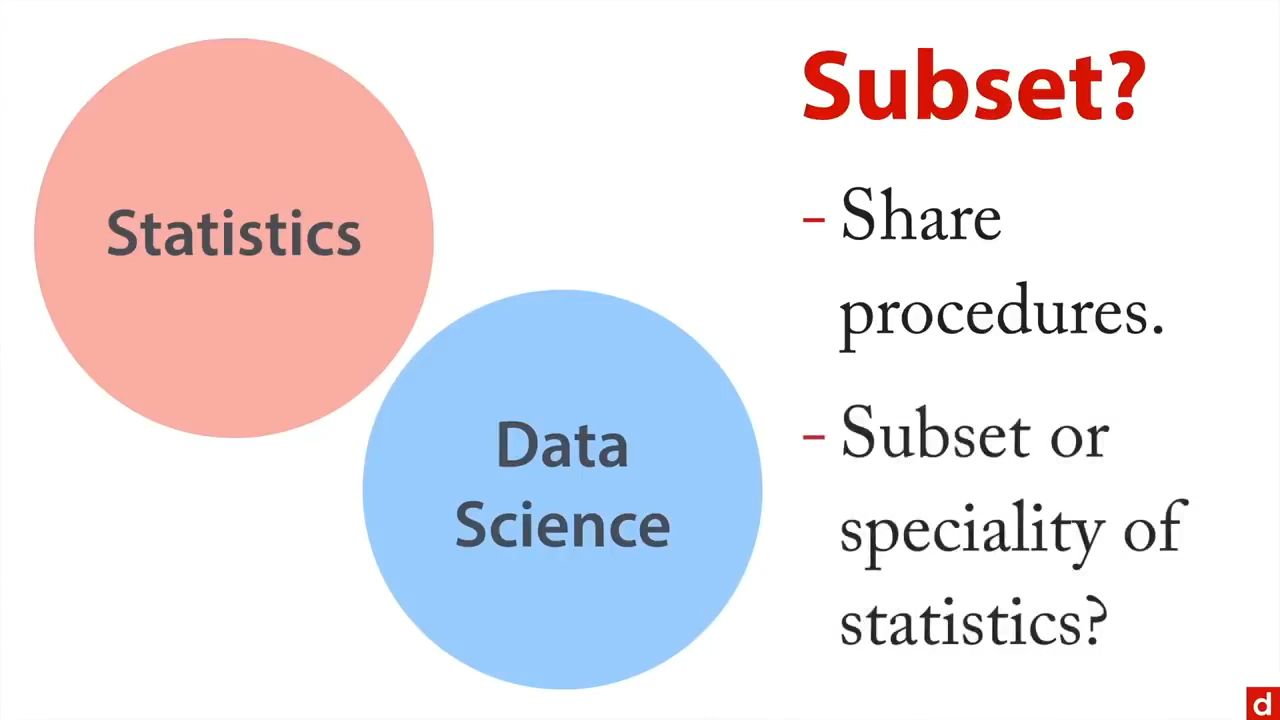 Statistics
Data
Science
Subset?
- Share
procedures.
- Subset or
speciality of
statistics?
d